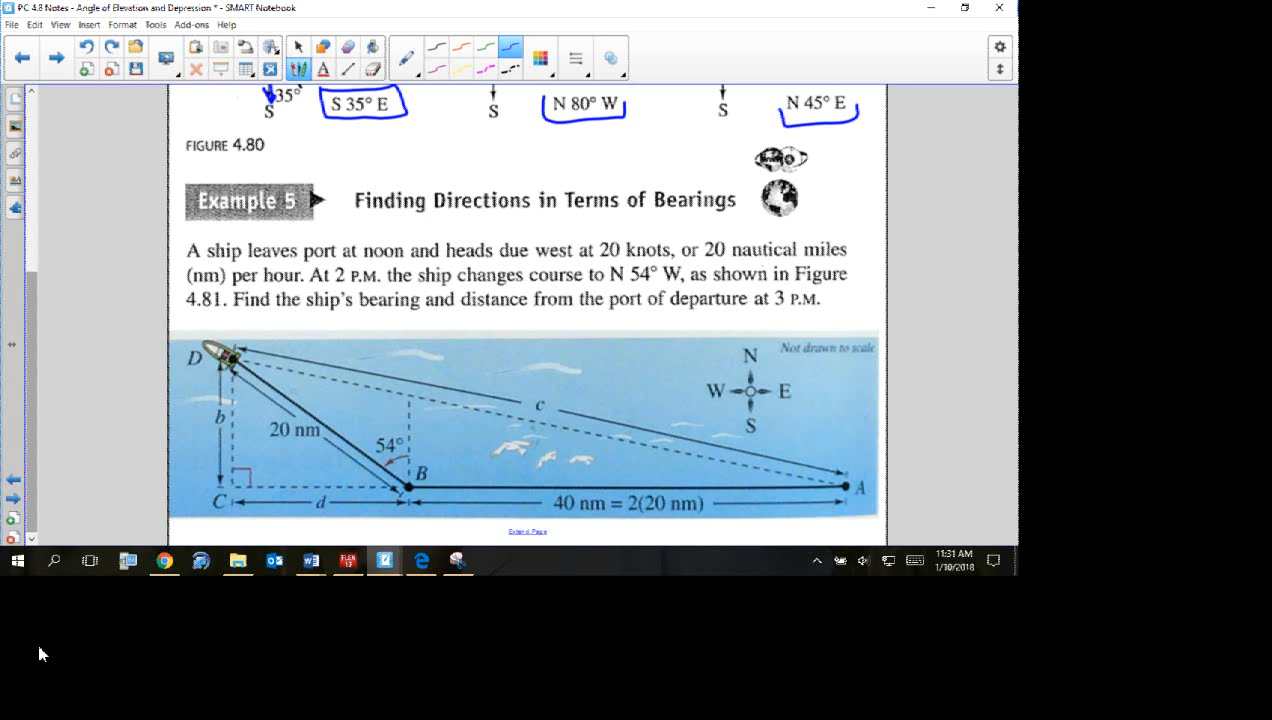 PC 4.8 Notes - Angle of Elevation and Depression * - SMART Notebook
File Edit View Insert Format Tools Add-ons Help
35°
S
S 35° E
S
N 80° W
S
N 45° E
FIGURE 4.80
Example 5
Finding Directions in Terms of Bearings
A ship leaves port at noon and heads due west at 20 knots, or 20 nautical miles
(nm) per hour. At 2 P.M. the ship changes course to N 54° W, as shown in Figure
4.81. Find the ship's bearing and distance from the port of departure at 3 P.M.
Not drawn to scale
N
D
W E
c
b
S
20 nm
54°
B
C
d
40 nm = 2(20 nm)
A
Extend Page
11:31 AM
1/10/2018